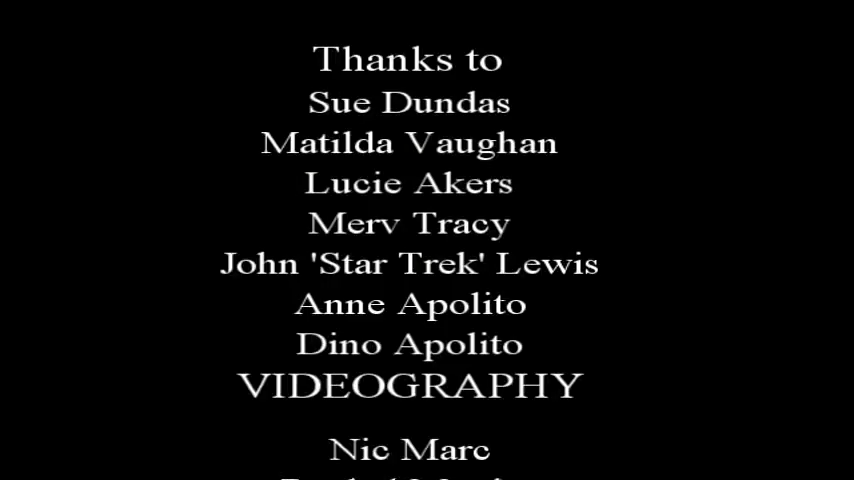 Thanks to
Sue Dundas
Matilda Vaughan
Lucie Akers
Merv Tracy
John 'Star Trek' Lewis
Anne Apolito
Dino Apolito
VIDEOGRAPHY
Nic Marc